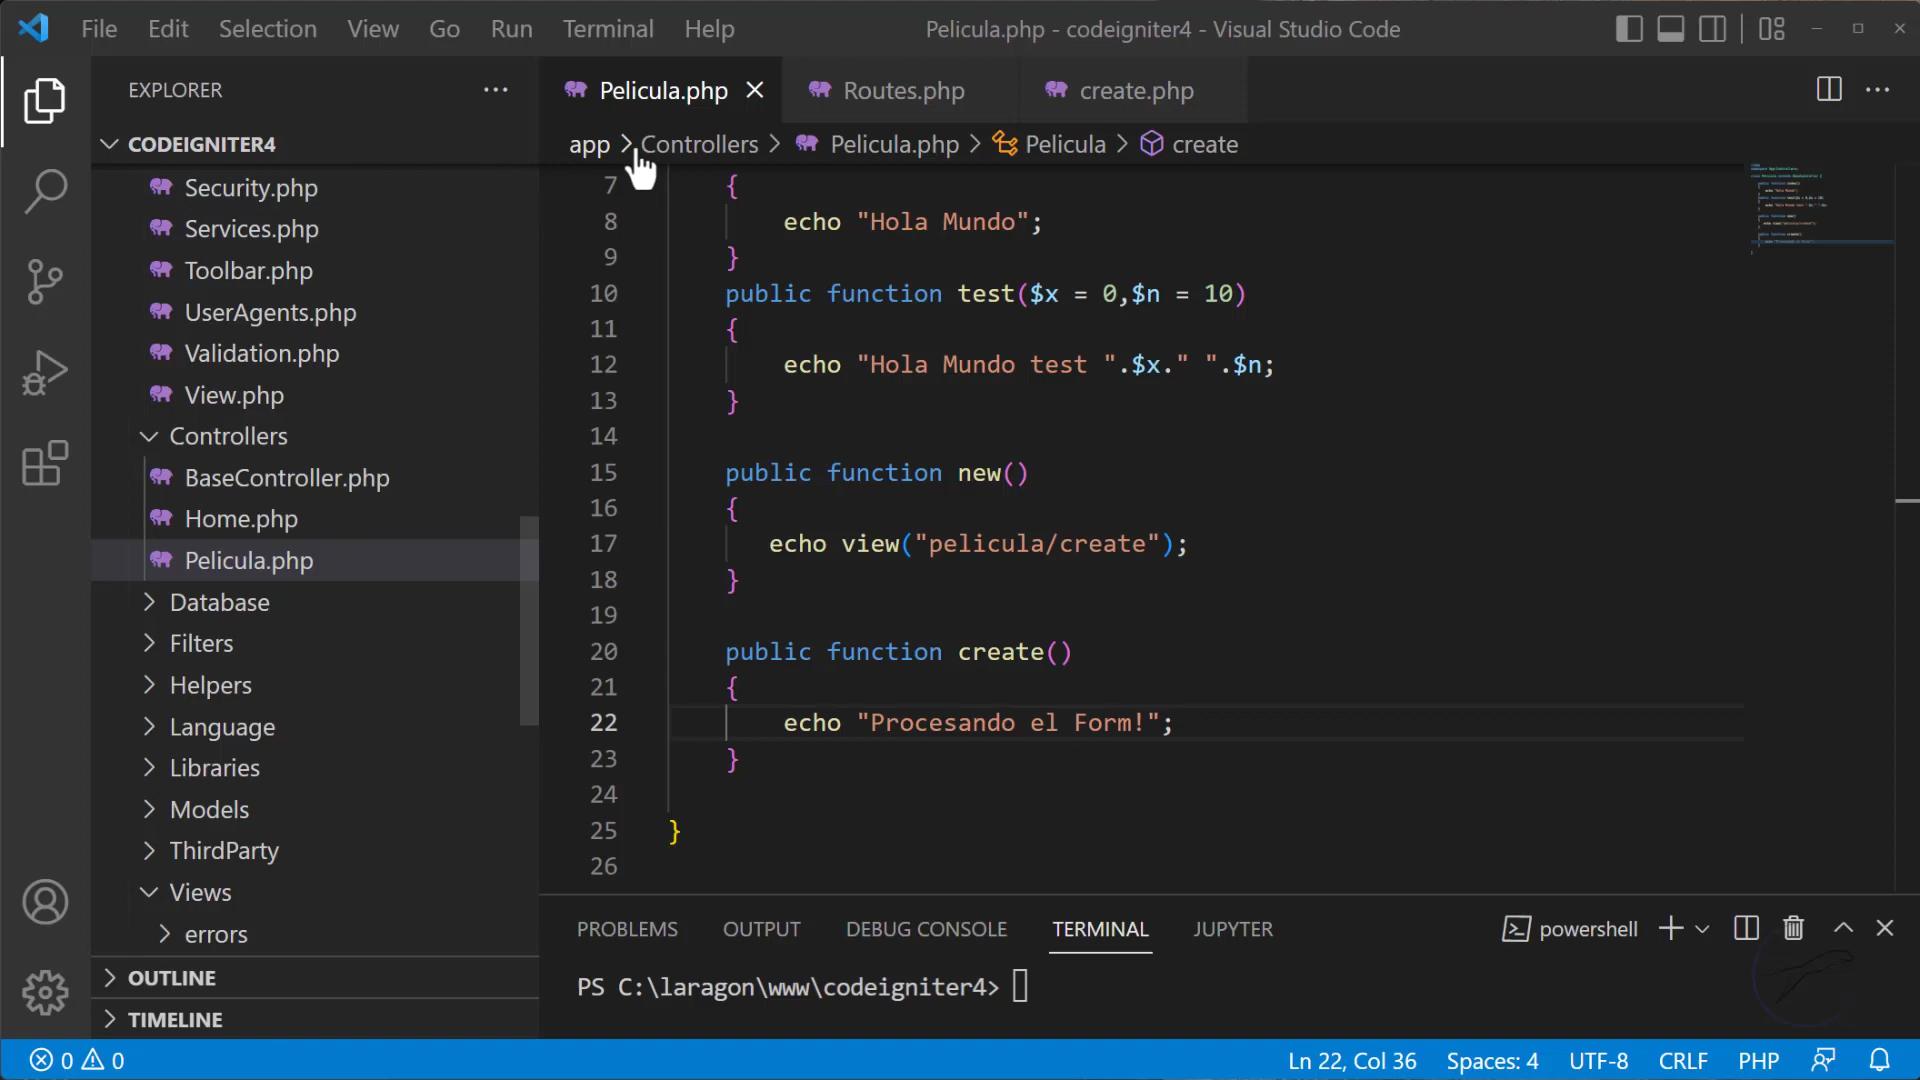 File Edit Selection View Go Run Terminal Help Pelicula.php - codeigniter4 - Visual Studio Code
EXPLORER
CODEIGNITER4
Security.php
Services.php
Toolbar.php
UserAgents.php
Validation.php
View.php
Controllers
BaseController.php
Home.php
Pelicula.php
Database
Filters
Helpers
Language
Libraries
Models
ThirdParty
Views
errors
OUTLINE
TIMELINE
Pelicula.php Routes.php create.php
app > Controllers > Pelicula.php > Pelicula > create
7 {
8 echo "Hola Mundo";
9 }
10 public function test($x = 0,$n = 10)
11 {
12 echo "Hola Mundo test ".$x." ".$n;
13 }
14
15 public function new()
16 {
17 echo view("pelicula/create");
18 }
19
20 public function create()
21 {
22 echo "Procesando el Form!";
23 }
24
25 }
26
PROBLEMS OUTPUT DEBUG CONSOLE TERMINAL JUPYTER powershell
PS C:\laragon\www\codeigniter4>
0 0 Ln 22, Col 36 Spaces: 4 UTF-8 CRLF PHP